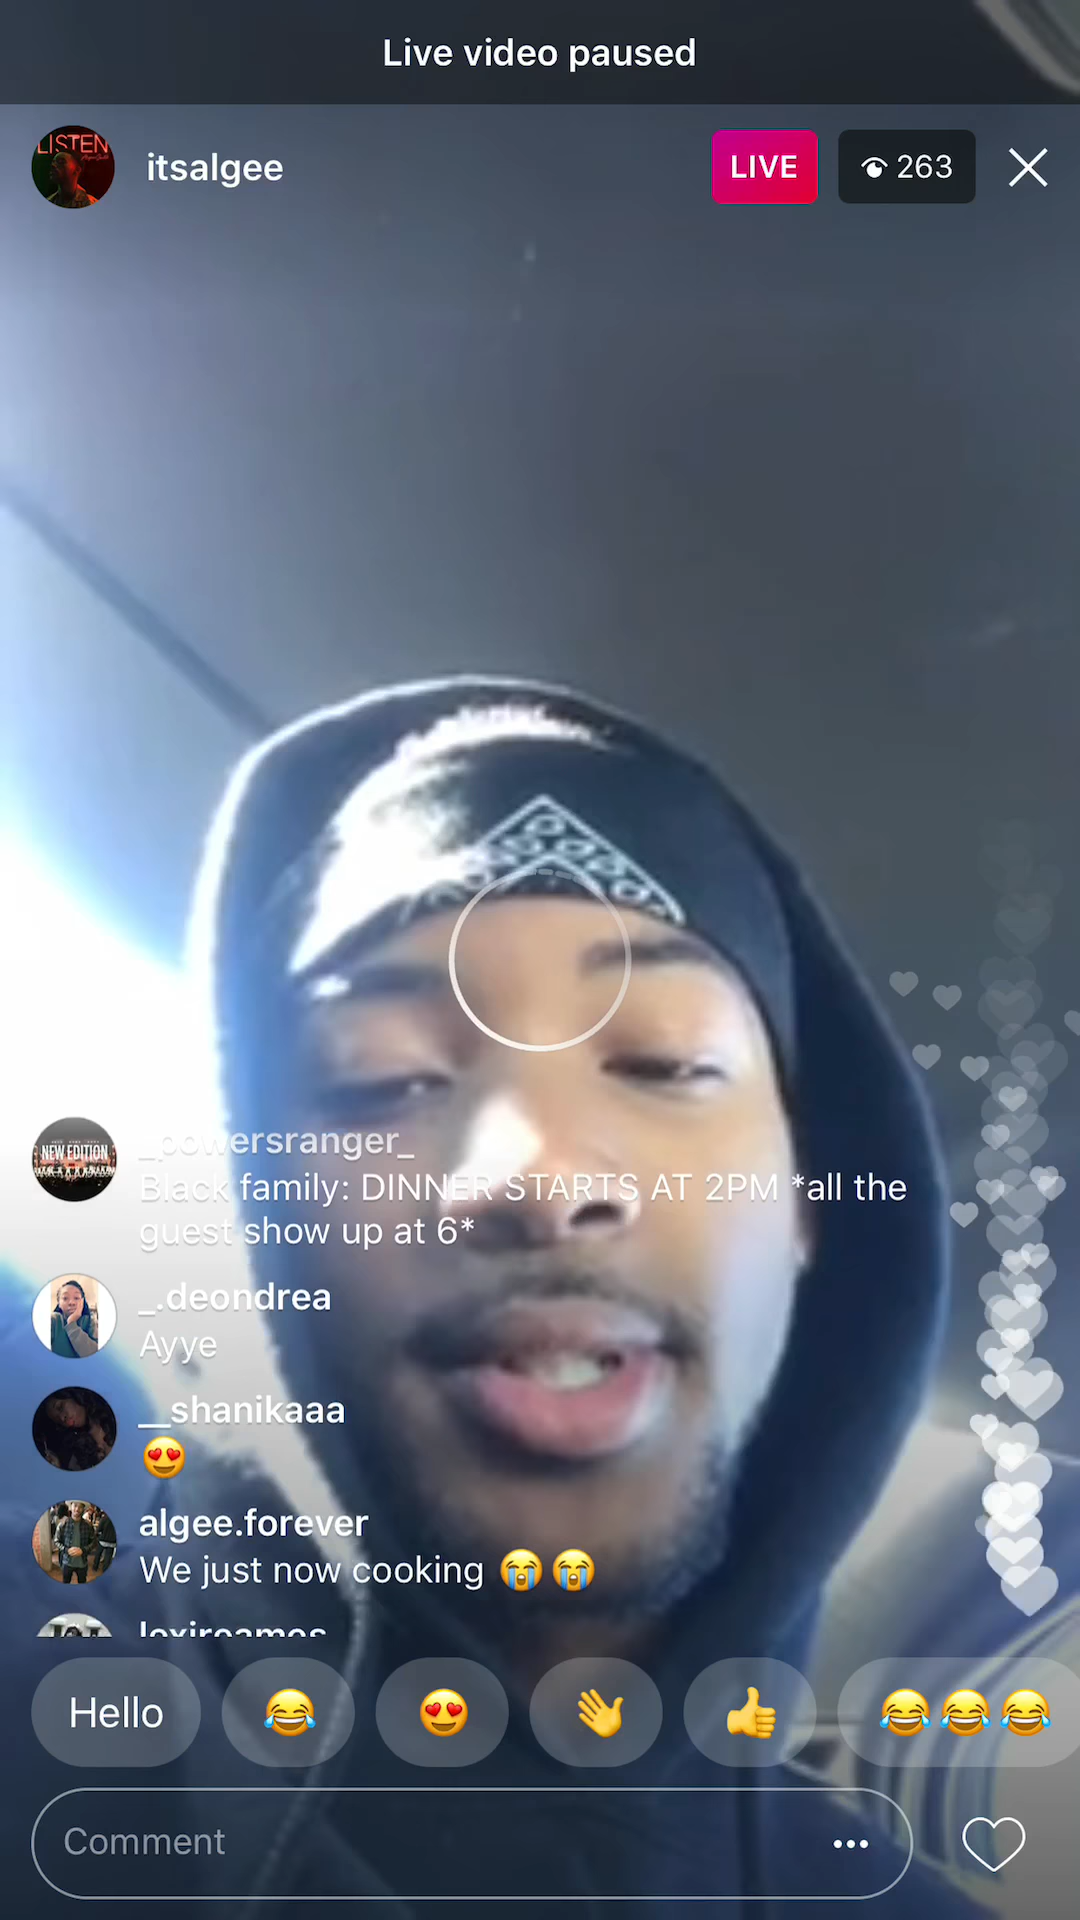 Live video paused
LISTEN
itsalgee
LIVE
263
NEW EDITION
_powersranger_
Black family: DINNER STARTS AT 2PM *all the
guest show up at 6*
_.deondrea
Ayye
__shanikaaa
😍
algee.forever
We just now cooking 😭😭
Hello 😂 😍 👋 👍 😂😂😂
Comment